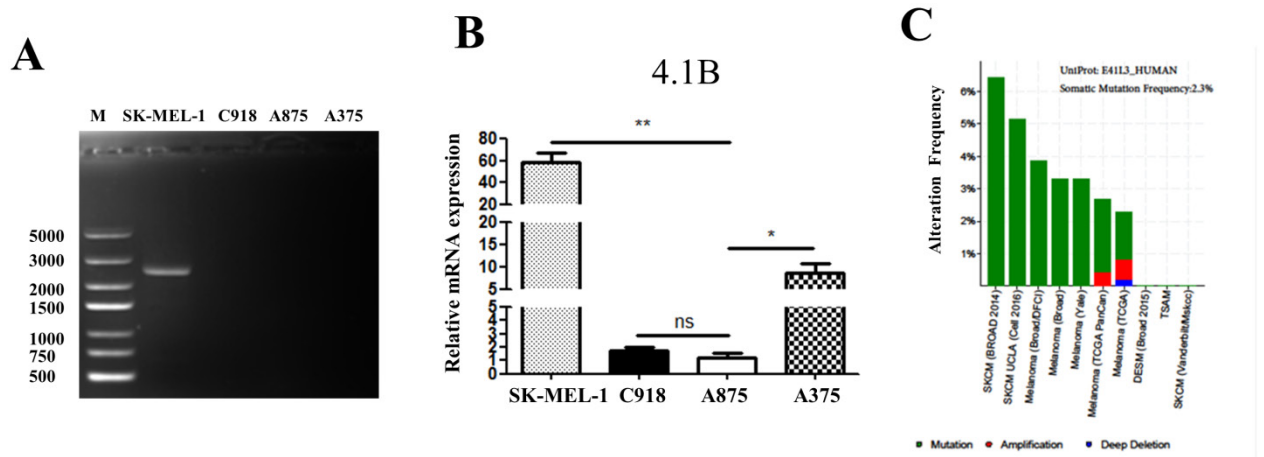 A
M SK-MEL-1 C918 A875 A375
5000
3000
2000
1500
1000
750
500
B
4.1B
Relative mRNA expression
80
60
40
20
20
15
10
5
5
4
3
2
1
0
**
*
ns
SK-MEL-1 C918 A875 A375
C
UniProt: E41L3_HUMAN
Somatic Mutation Frequency:2.3%
Alteration Frequency
6%
5%
4%
3%
2%
1%
SKCM (BROAD 2014)
SKCM UCLA (Cell 2016)
Melanoma (Broad/DFCI)
Melanoma (Broad)
Melanoma (Yale)
Melanoma (TCGA PanCan)
Melanoma (TCGA)
DESM (Broad 2015)
TSAM
SKCM (Vanderbilt/Mskcc)
Mutation Amplification Deep Deletion